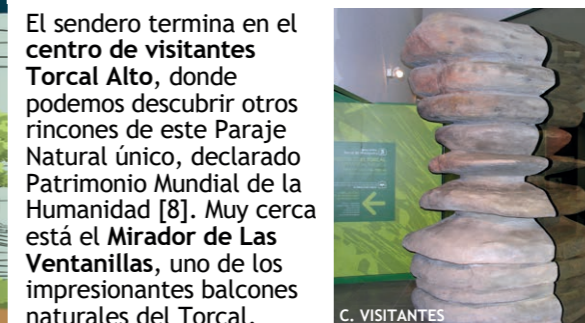 El sendero termina en el
centro de visitantes
Torcal Alto, donde
podemos descubrir otros
rincones de este Paraje
Natural único, declarado
Patrimonio Mundial de la
Humanidad [8]. Muy cerca
está el Mirador de Las
Ventanillas, uno de los
impresionantes balcones
naturales del Torcal.
C. VISITANTES